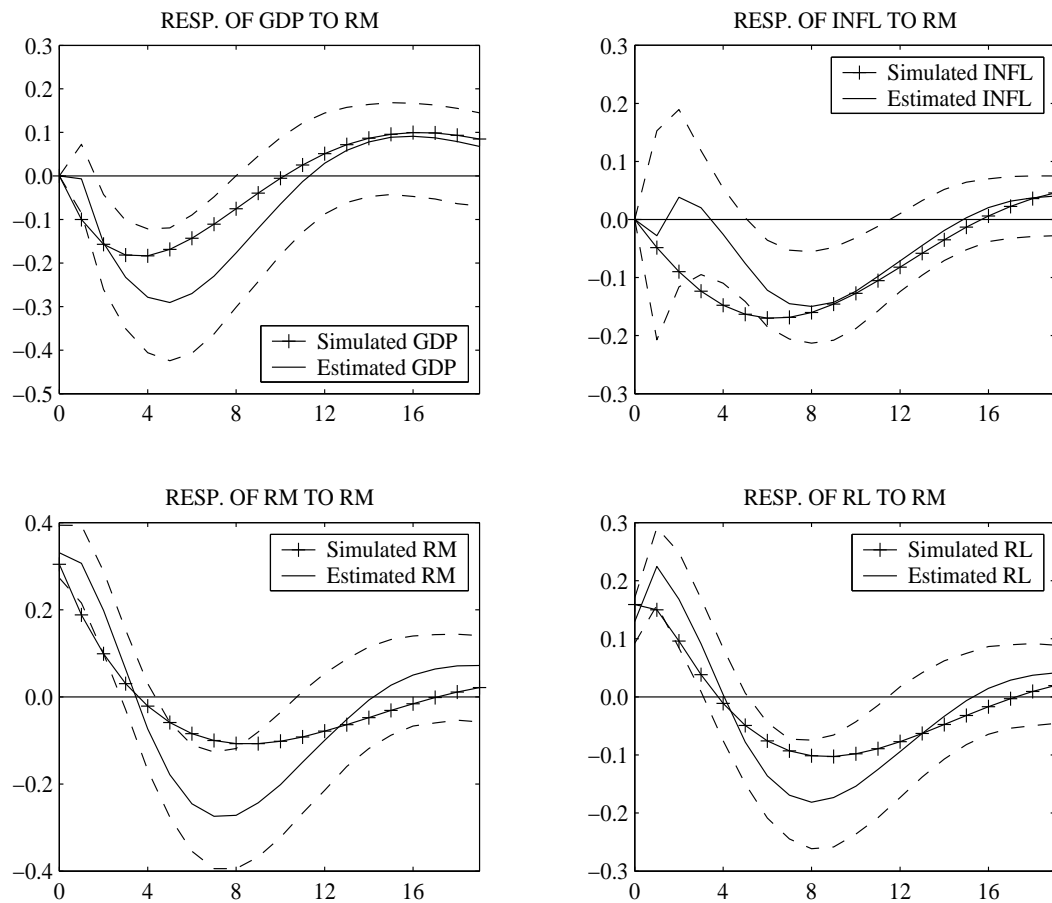 RESP. OF GDP TO RM
0.3
0.2
0.1
0.0
−0.1
−0.2
−0.3
−0.4
−0.5
0 4 8 12 16
Simulated GDP
Estimated GDP
RESP. OF INFL TO RM
0.3
0.2
0.1
0.0
−0.1
−0.2
−0.3
0 4 8 12 16
Simulated INFL
Estimated INFL
RESP. OF RM TO RM
0.4
0.2
0.0
−0.2
−0.4
0 4 8 12 16
Simulated RM
Estimated RM
RESP. OF RL TO RM
0.3
0.2
0.1
0.0
−0.1
−0.2
−0.3
0 4 8 12 16
Simulated RL
Estimated RL